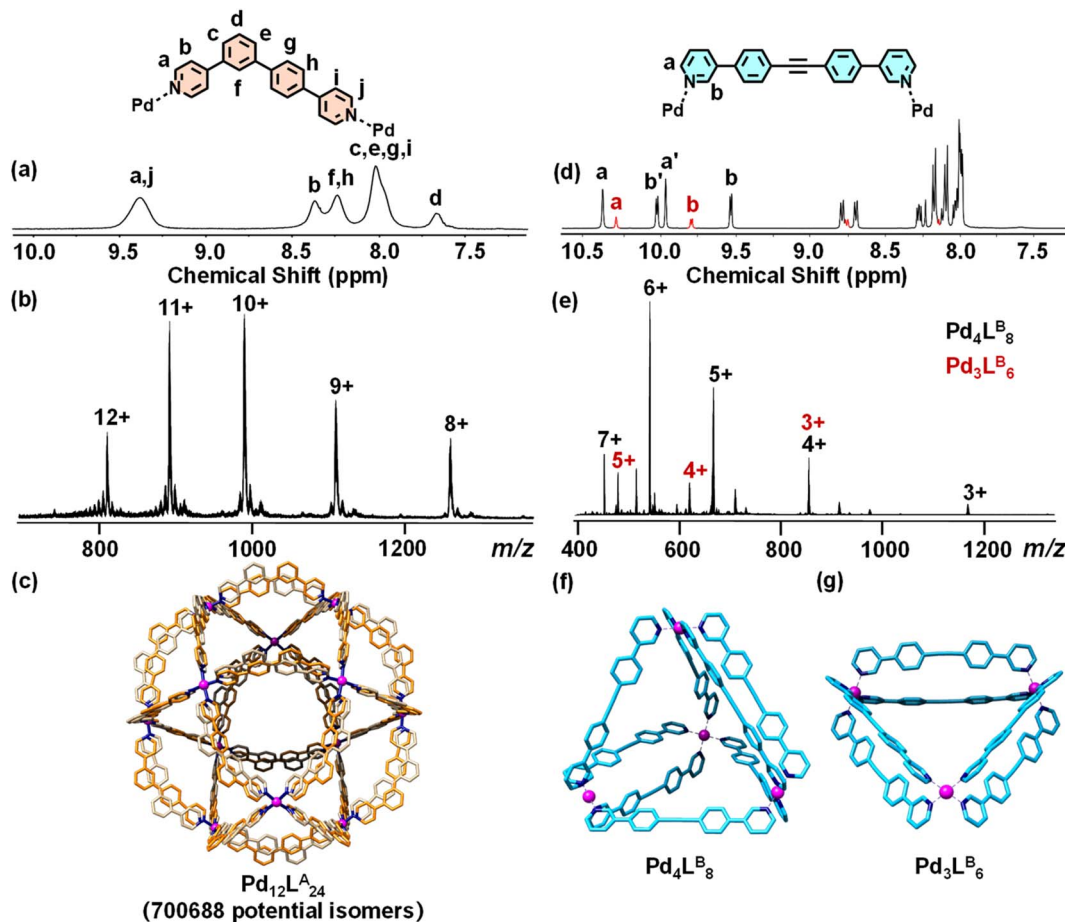 d
c
e
b
g
a
h
f
i
j
N
Pd
N
Pd
(a)
a,j
b
f,h
c,e,g,i
d
10.0 9.5 9.0 8.5 8.0 7.5
Chemical Shift (ppm)
a
N
b
Pd
N
Pd
(d)
a
a
b'
a'
b
b
10.5 10.0 9.5 9.0 8.5 8.0 7.5
Chemical Shift (ppm)
(b)
12+
11+
10+
9+
8+
800 1000 1200 m/z
(e)
7+
5+
6+
4+
5+
3+
4+
3+
Pd₄Lᴮ₈
Pd₃Lᴮ₆
400 600 800 1000 1200 m/z
(c)
Pd₁₂Lᴬ₂₄
(700688 potential isomers)
(f)
Pd₄Lᴮ₈
(g)
Pd₃Lᴮ₆